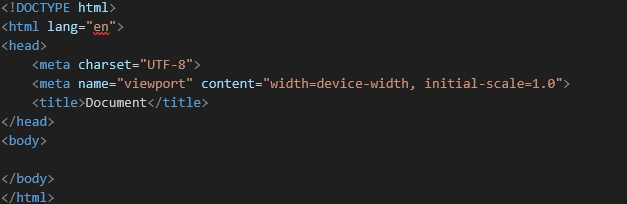 <!DOCTYPE html>
<html lang="en">
<head>
    <meta charset="UTF-8">
    <meta name="viewport" content="width=device-width, initial-scale=1.0">
    <title>Document</title>
</head>
<body>

</body>
</html>